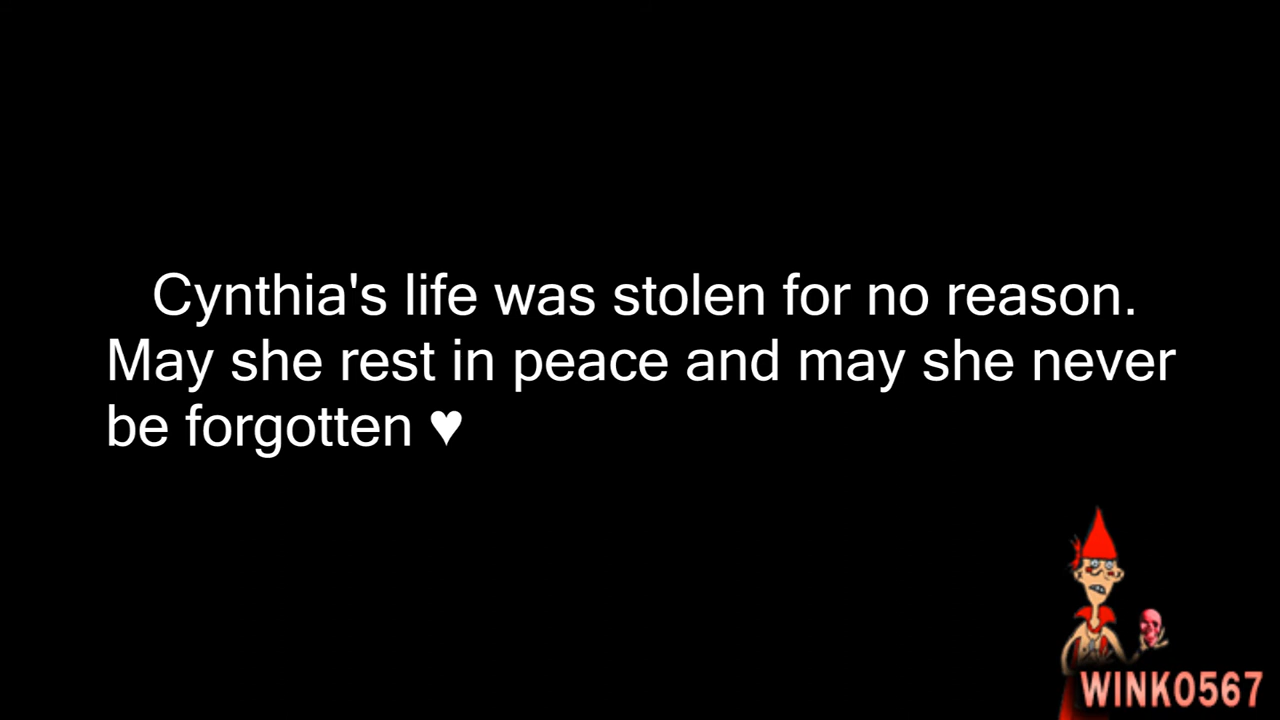 Cynthia's life was stolen for no reason.
May she rest in peace and may she never
be forgotten ♥
WINKO567